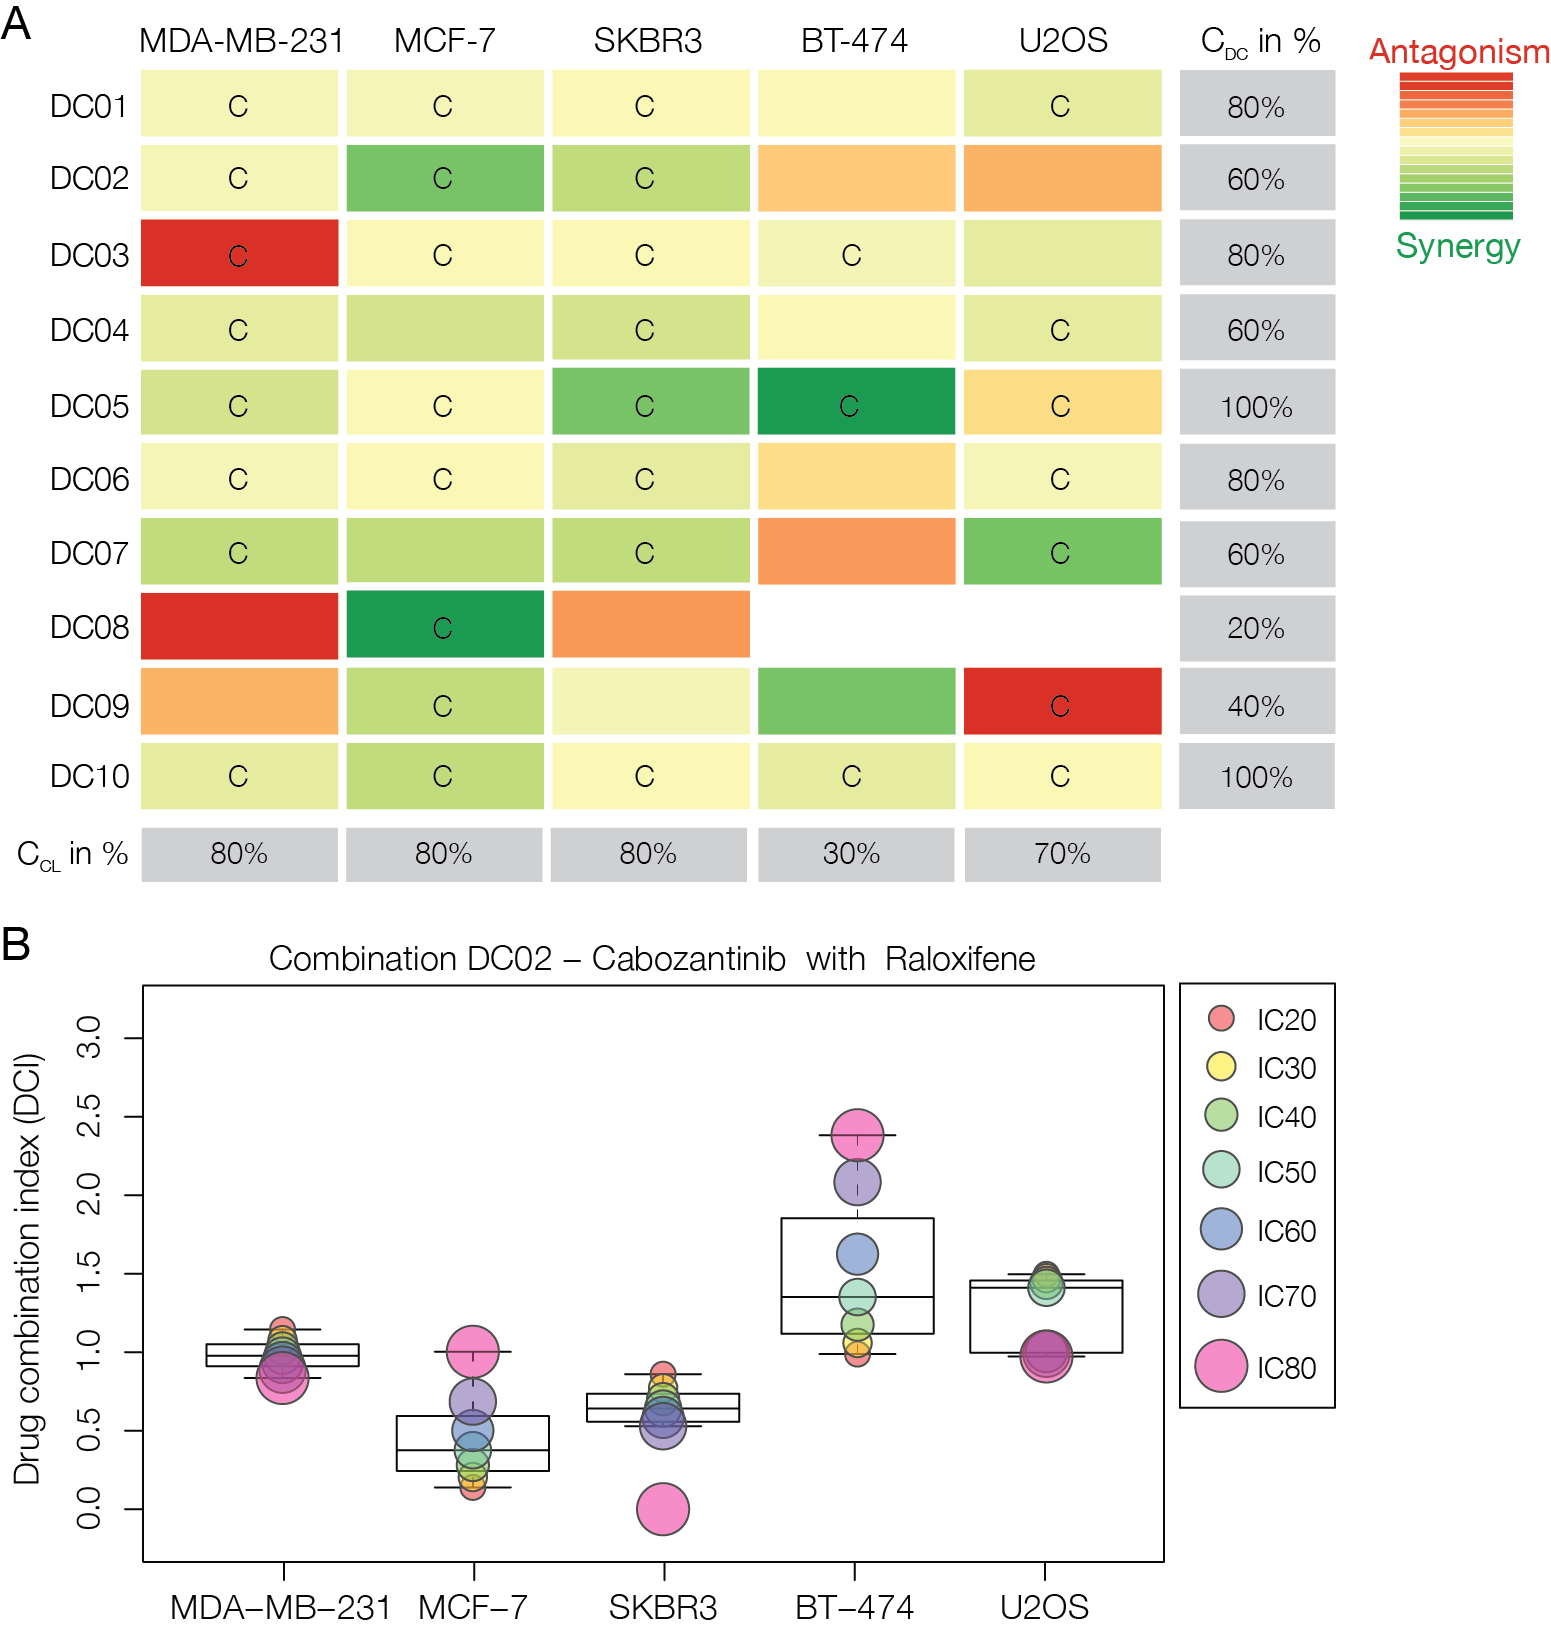 A
MDA-MB-231 MCF-7 SKBR3 BT-474 U2OS C_DC in %
Antagonism
Synergy
DC01 C C C C 80%
DC02 C C C 60%
DC03 C C C C 80%
DC04 C C C 60%
DC05 C C C C C 100%
DC06 C C C C 80%
DC07 C C C 60%
DC08 C 20%
DC09 C C 40%
DC10 C C C C C 100%
C_CL in % 80% 80% 80% 30% 70%
B
Combination DC02 – Cabozantinib with Raloxifene
Drug combination index (DCI)
3.0
2.5
2.0
1.5
1.0
0.5
0.0
MDA–MB–231 MCF–7 SKBR3 BT–474 U2OS
IC20
IC30
IC40
IC50
IC60
IC70
IC80